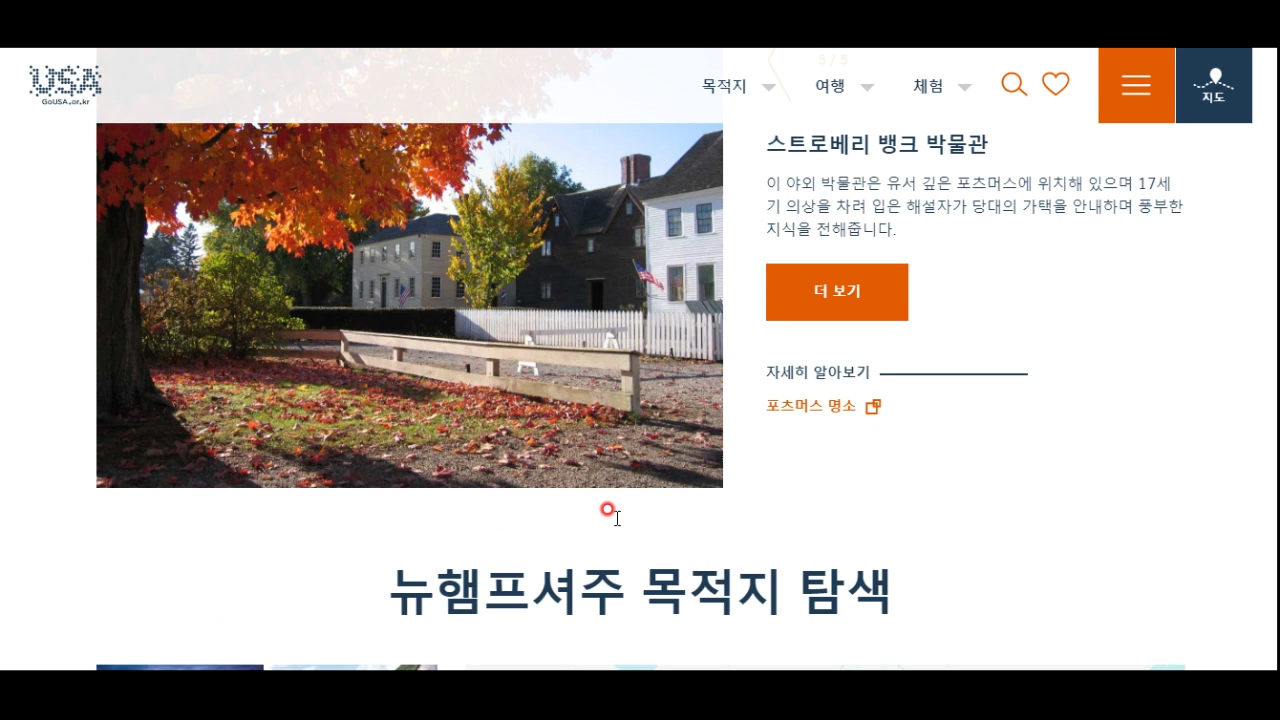 USA
GoUSA.or.kr
목적지
여행
체험
지도
5 / 5
스트로베리 뱅크 박물관
이 야외 박물관은 유서 깊은 포츠머스에 위치해 있으며 17세
기 의상을 차려 입은 해설자가 당대의 가택을 안내하며 풍부한
지식을 전해줍니다.
더 보기
자세히 알아보기
포츠머스 명소
뉴햄프셔주 목적지 탐색